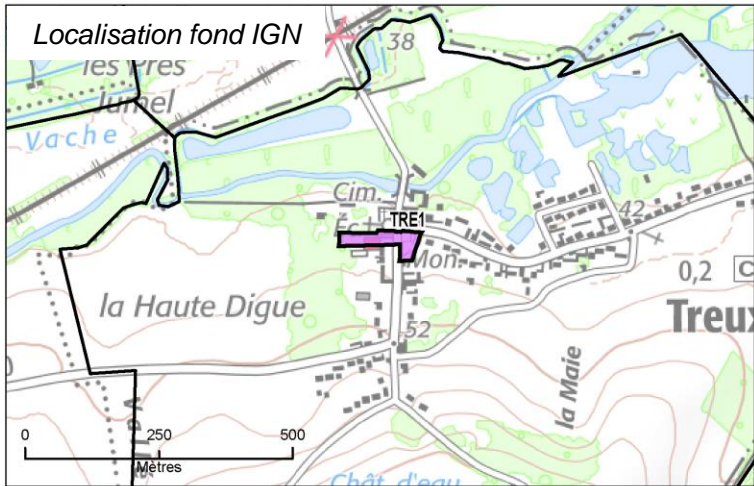 Localisation fond IGN
38
les Prés
Jumel
Vache
Cim.
TRE1
Mon.
42
0,2
C
la Haute Digue
Treux
52
la Maie
0
250
500
Mètres
Chât. d'eau